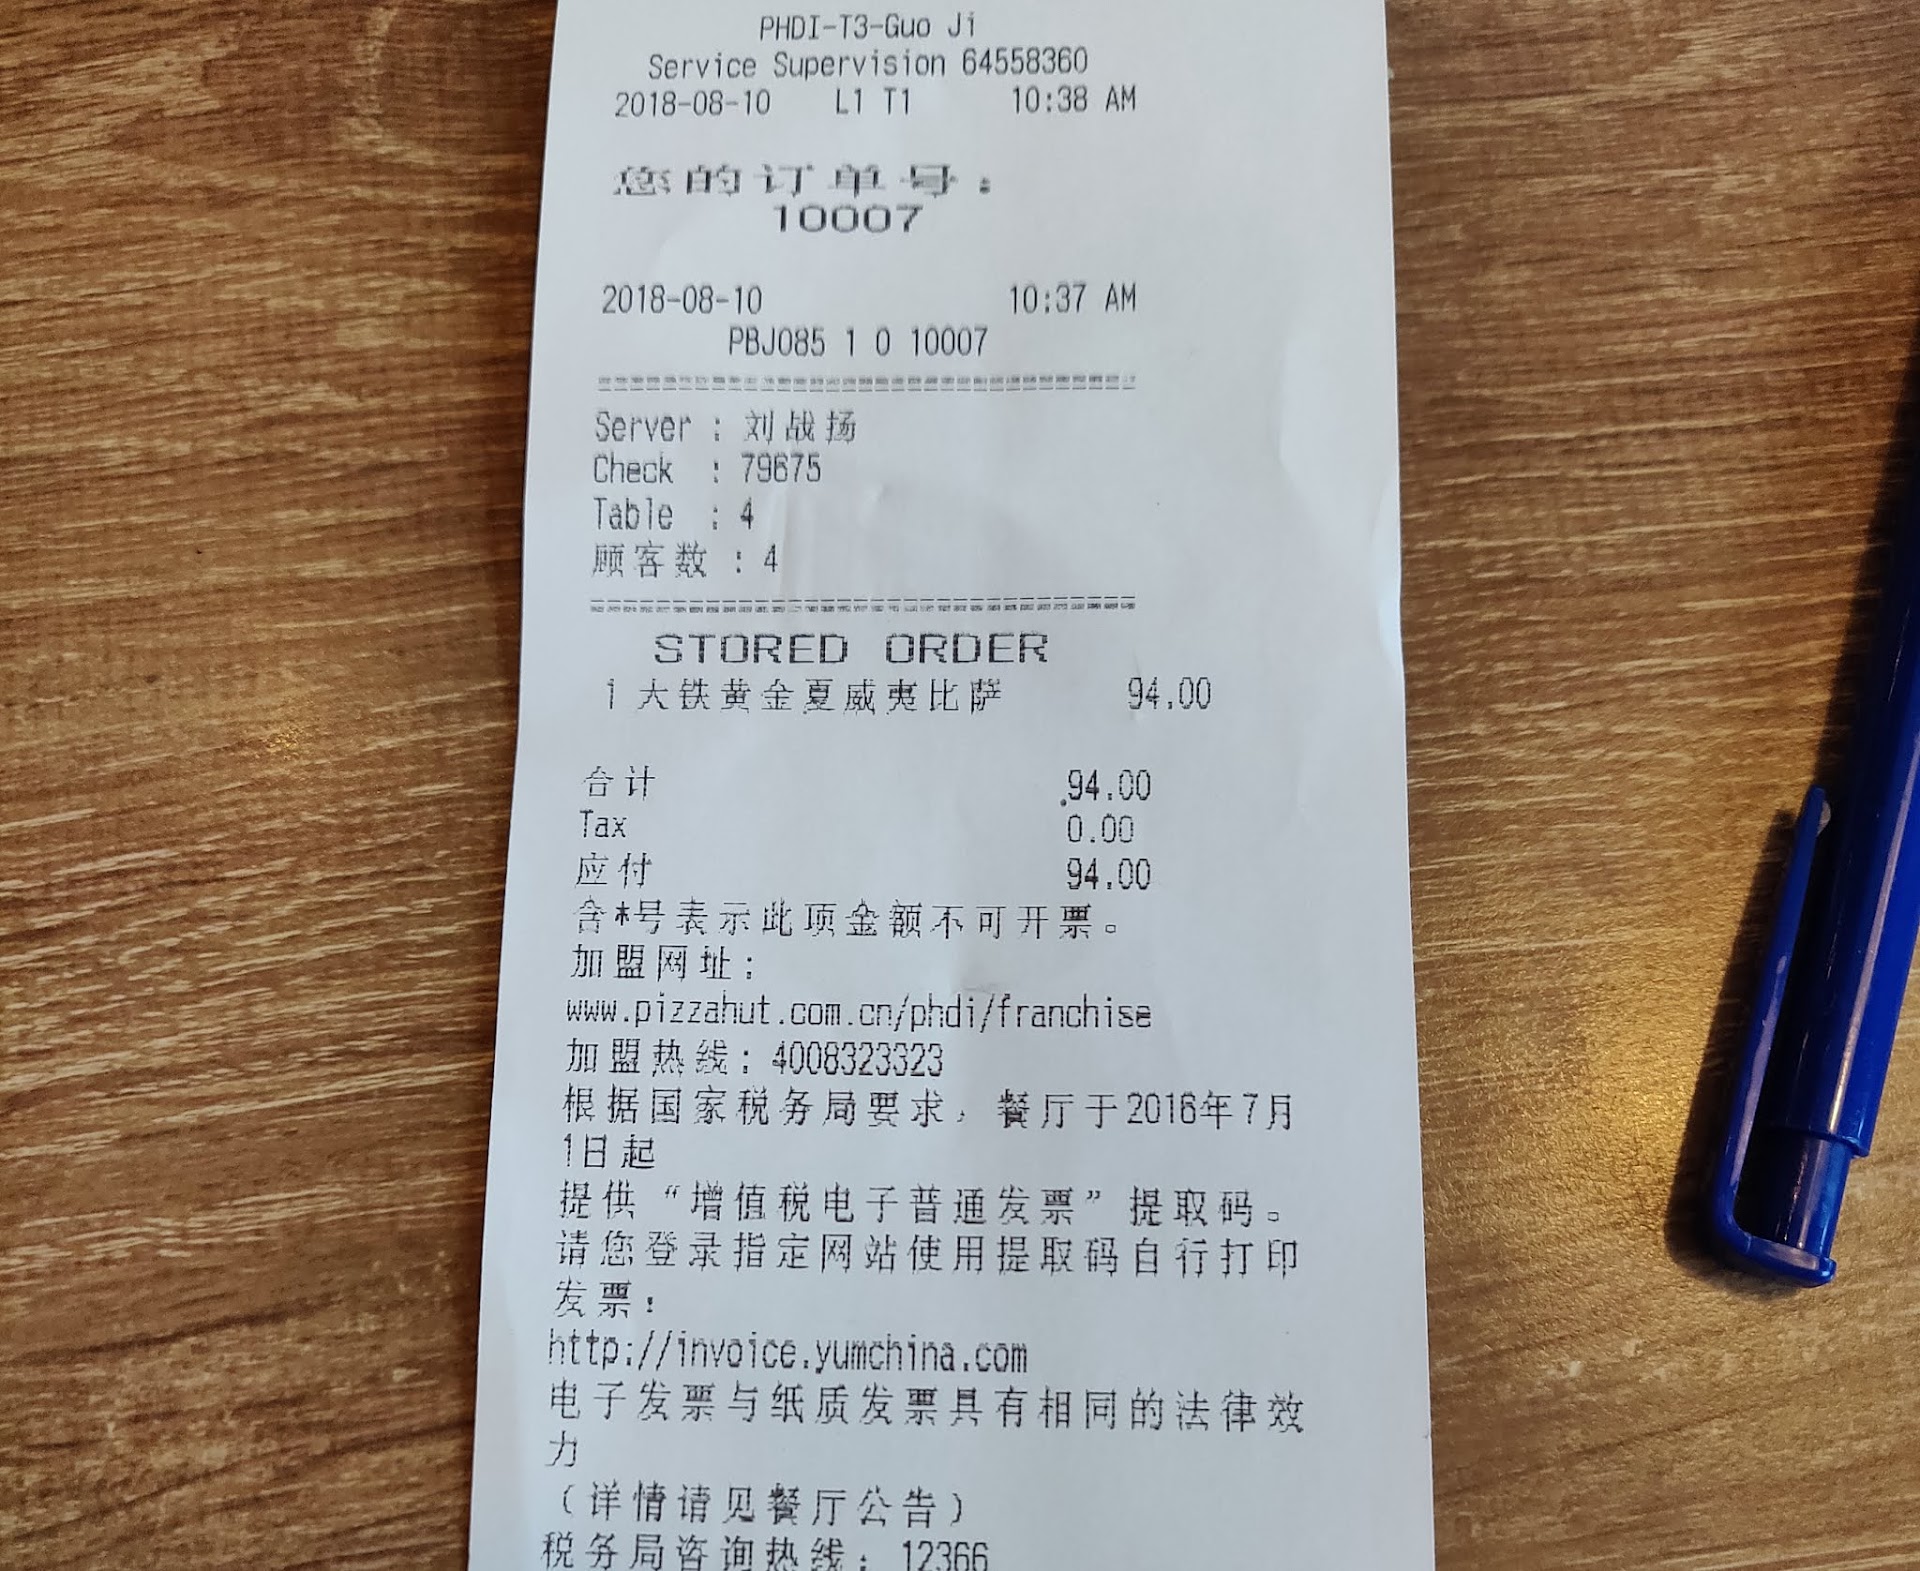 PHDI-T3-Guo Ji
Service Supervision 64558360
2018-08-10 L1 T1 10:38 AM
您的订单号:
10007
2018-08-10 10:37 AM
PBJ085 1 0 10007
Server : 刘战扬
Check : 79675
Table : 4
顾客数 : 4
STORED ORDER
1 大铁黄金夏威夷比萨 94.00
合计 94.00
Tax 0.00
应付 94.00
含*号表示此项金额不可开票。
加盟网址:
www.pizzahut.com.cn/phdi/franchise
加盟热线: 4008323323
根据国家税务局要求, 餐厅于2016年7月
1日起
提供“增值税电子普通发票”提取码。
请您登录指定网站使用提取码自行打印
发票:
http://invoice.yumchina.com
电子发票与纸质发票具有相同的法律效
力
(详情请见餐厅公告)
税务局咨询热线: 12366